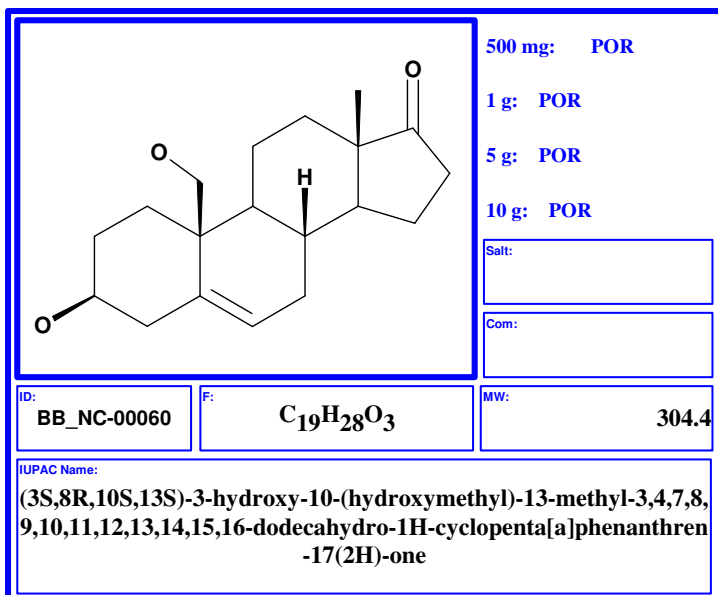 O
O
H
O
500 mg: POR
1 g: POR
5 g: POR
10 g: POR
Salt:
Com:
ID:
BB_NC-00060
F:
C19H28O3
MW:
304.4
IUPAC Name:
(3S,8R,10S,13S)-3-hydroxy-10-(hydroxymethyl)-13-methyl-3,4,7,8,
9,10,11,12,13,14,15,16-dodecahydro-1H-cyclopenta[a]phenanthren
-17(2H)-one